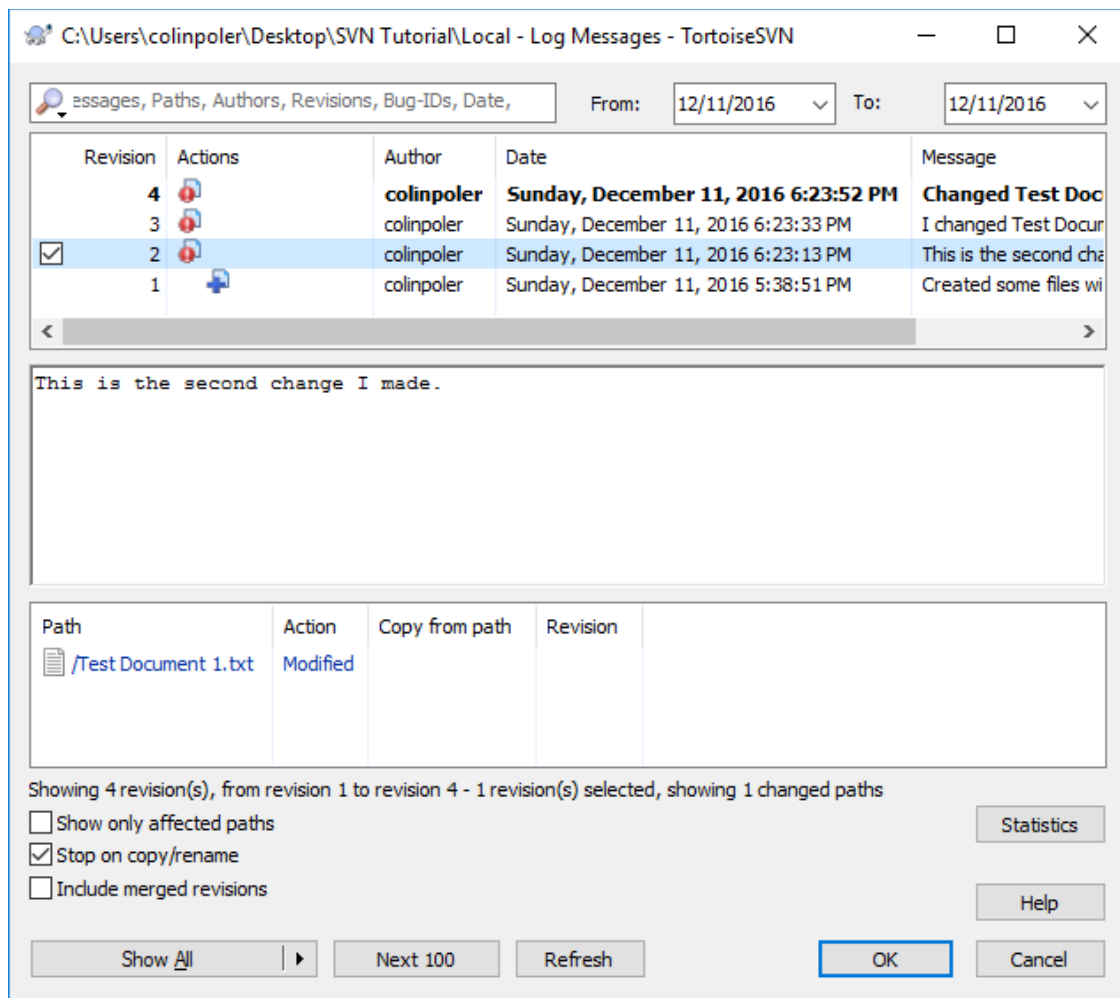 C:\Users\colinpoler\Desktop\SVN Tutorial\Local - Log Messages - TortoiseSVN
essages, Paths, Authors, Revisions, Bug-IDs, Date, From: 12/11/2016 To: 12/11/2016
Revision Actions Author Date Message
4 colinpoler Sunday, December 11, 2016 6:23:52 PM Changed Test Doc
3 colinpoler Sunday, December 11, 2016 6:23:33 PM I changed Test Docum
2 colinpoler Sunday, December 11, 2016 6:23:13 PM This is the second cha
1 colinpoler Sunday, December 11, 2016 5:38:51 PM Created some files wi
This is the second change I made.
Path Action Copy from path Revision
/Test Document 1.txt Modified
Showing 4 revision(s), from revision 1 to revision 4 - 1 revision(s) selected, showing 1 changed paths
Show only affected paths
Statistics
Stop on copy/rename
Include merged revisions
Help
Show All Next 100 Refresh OK Cancel